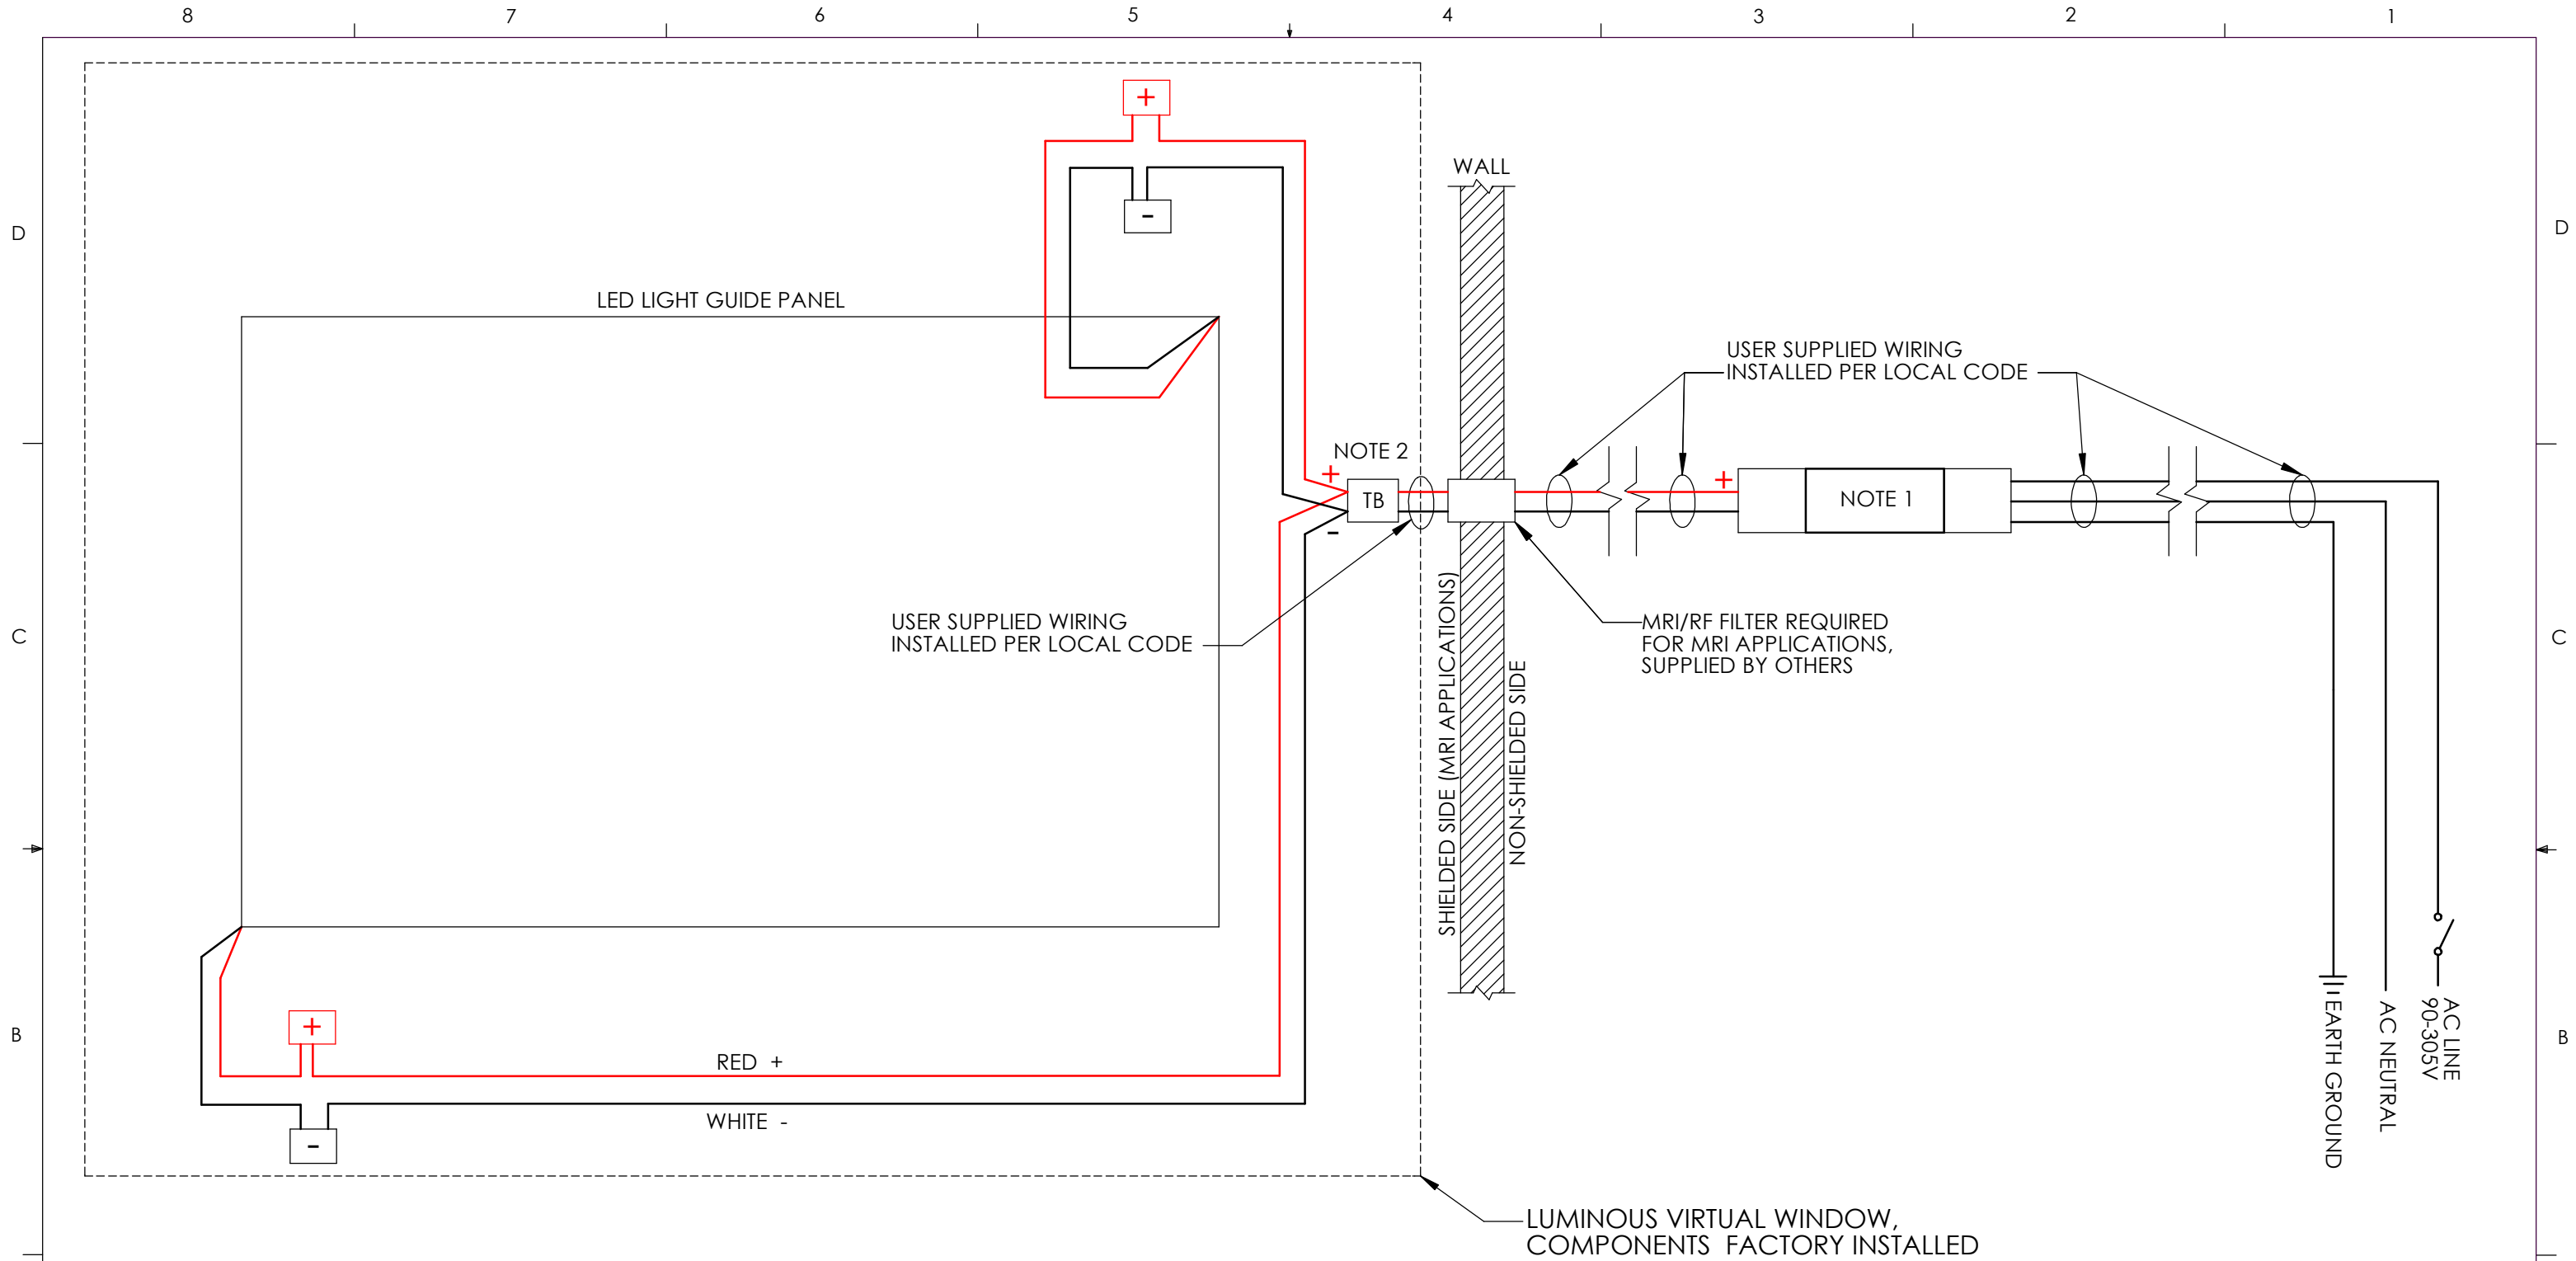 8 7 6 5 4 3 2 1
+
-
WALL
D
D
LED LIGHT GUIDE PANEL
USER SUPPLIED WIRING
INSTALLED PER LOCAL CODE
NOTE 2
+
TB
-
+
NOTE 1
USER SUPPLIED WIRING
INSTALLED PER LOCAL CODE
SHIELDED SIDE (MRI APPLICATIONS)
NON-SHIELDED SIDE
MRI/RF FILTER REQUIRED
FOR MRI APPLICATIONS,
SUPPLIED BY OTHERS
C
C
B
B
+
RED +
WHITE -
-
EARTH GROUND
AC NEUTRAL
AC LINE
90-305V
LUMINOUS VIRTUAL WINDOW,
COMPONENTS FACTORY INSTALLED